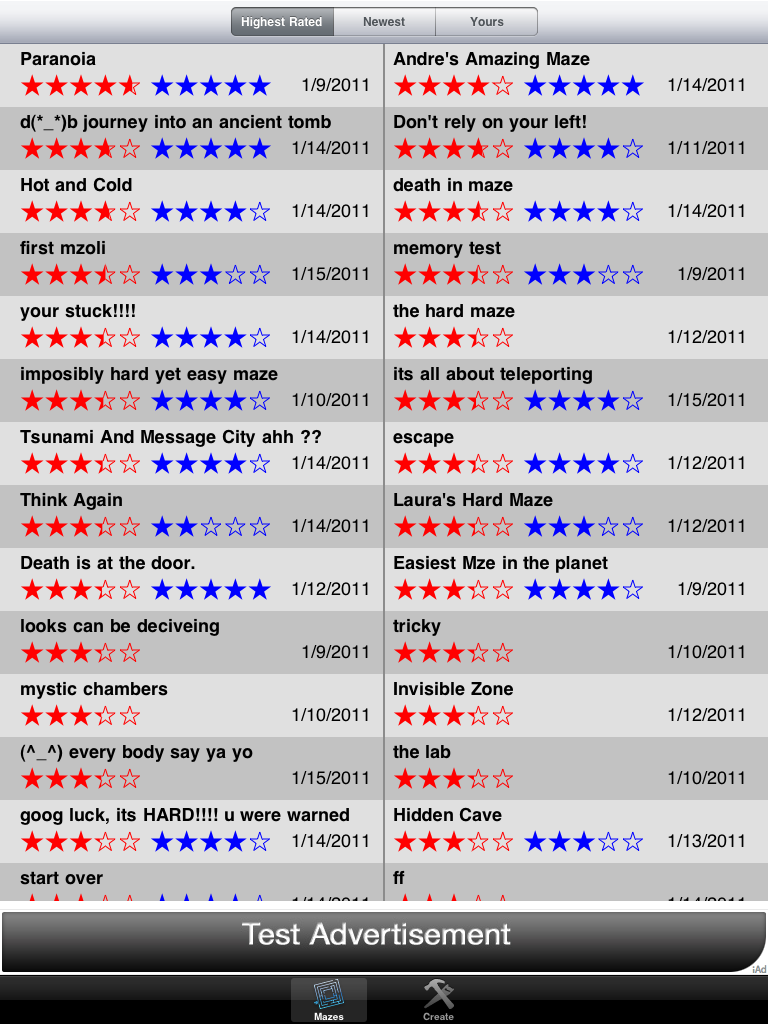 Highest Rated Newest Yours
Paranoia
1/9/2011
Andre's Amazing Maze
1/14/2011
d(*_*)b journey into an ancient tomb
1/14/2011
Don't rely on your left!
1/11/2011
Hot and Cold
1/14/2011
death in maze
1/14/2011
first mzoli
1/15/2011
memory test
1/9/2011
your stuck!!!!
1/14/2011
the hard maze
1/12/2011
imposibly hard yet easy maze
1/10/2011
its all about teleporting
1/15/2011
Tsunami And Message City ahh ??
1/14/2011
escape
1/12/2011
Think Again
1/14/2011
Laura's Hard Maze
1/12/2011
Death is at the door.
1/12/2011
Easiest Mze in the planet
1/9/2011
looks can be deciveing
1/9/2011
tricky
1/10/2011
mystic chambers
1/10/2011
Invisible Zone
1/12/2011
(^_^) every body say ya yo
1/15/2011
the lab
1/10/2011
goog luck, its HARD!!!! u were warned
1/14/2011
Hidden Cave
1/13/2011
start over
ff
Test Advertisement
iAd
Mazes Create